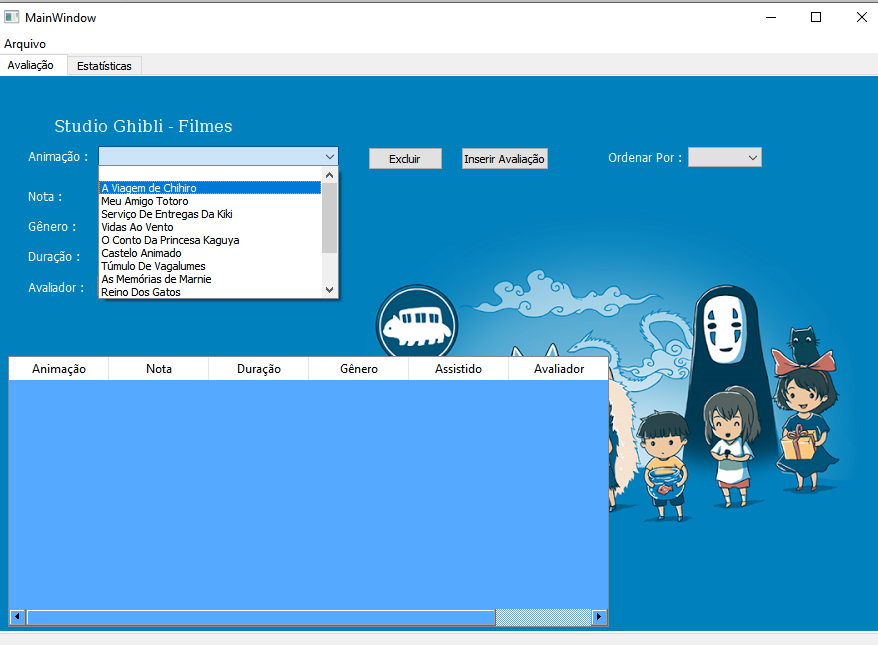 MainWindow
Arquivo
Avaliação Estatísticas
Studio Ghibli - Filmes
Animação : Excluir Inserir Avaliação Ordenar Por :
A Viagem de Chihiro
Meu Amigo Totoro
Nota :
Serviço De Entregas Da Kiki
Vidas Ao Vento
Gênero :
O Conto Da Princesa Kaguya
Castelo Animado
Duração :
Túmulo De Vagalumes
As Memórias de Marnie
Avaliador :
Reino Dos Gatos
Animação Nota Duração Gênero Assistido Avaliador